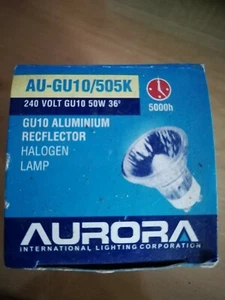 AU-GU10/505K
240 VOLT GU10 50W 36°
5000h
GU10 ALUMINIUM
RECFLECTOR
HALOGEN
LAMP
AURORA
INTERNATIONAL LIGHTING CORPORATION